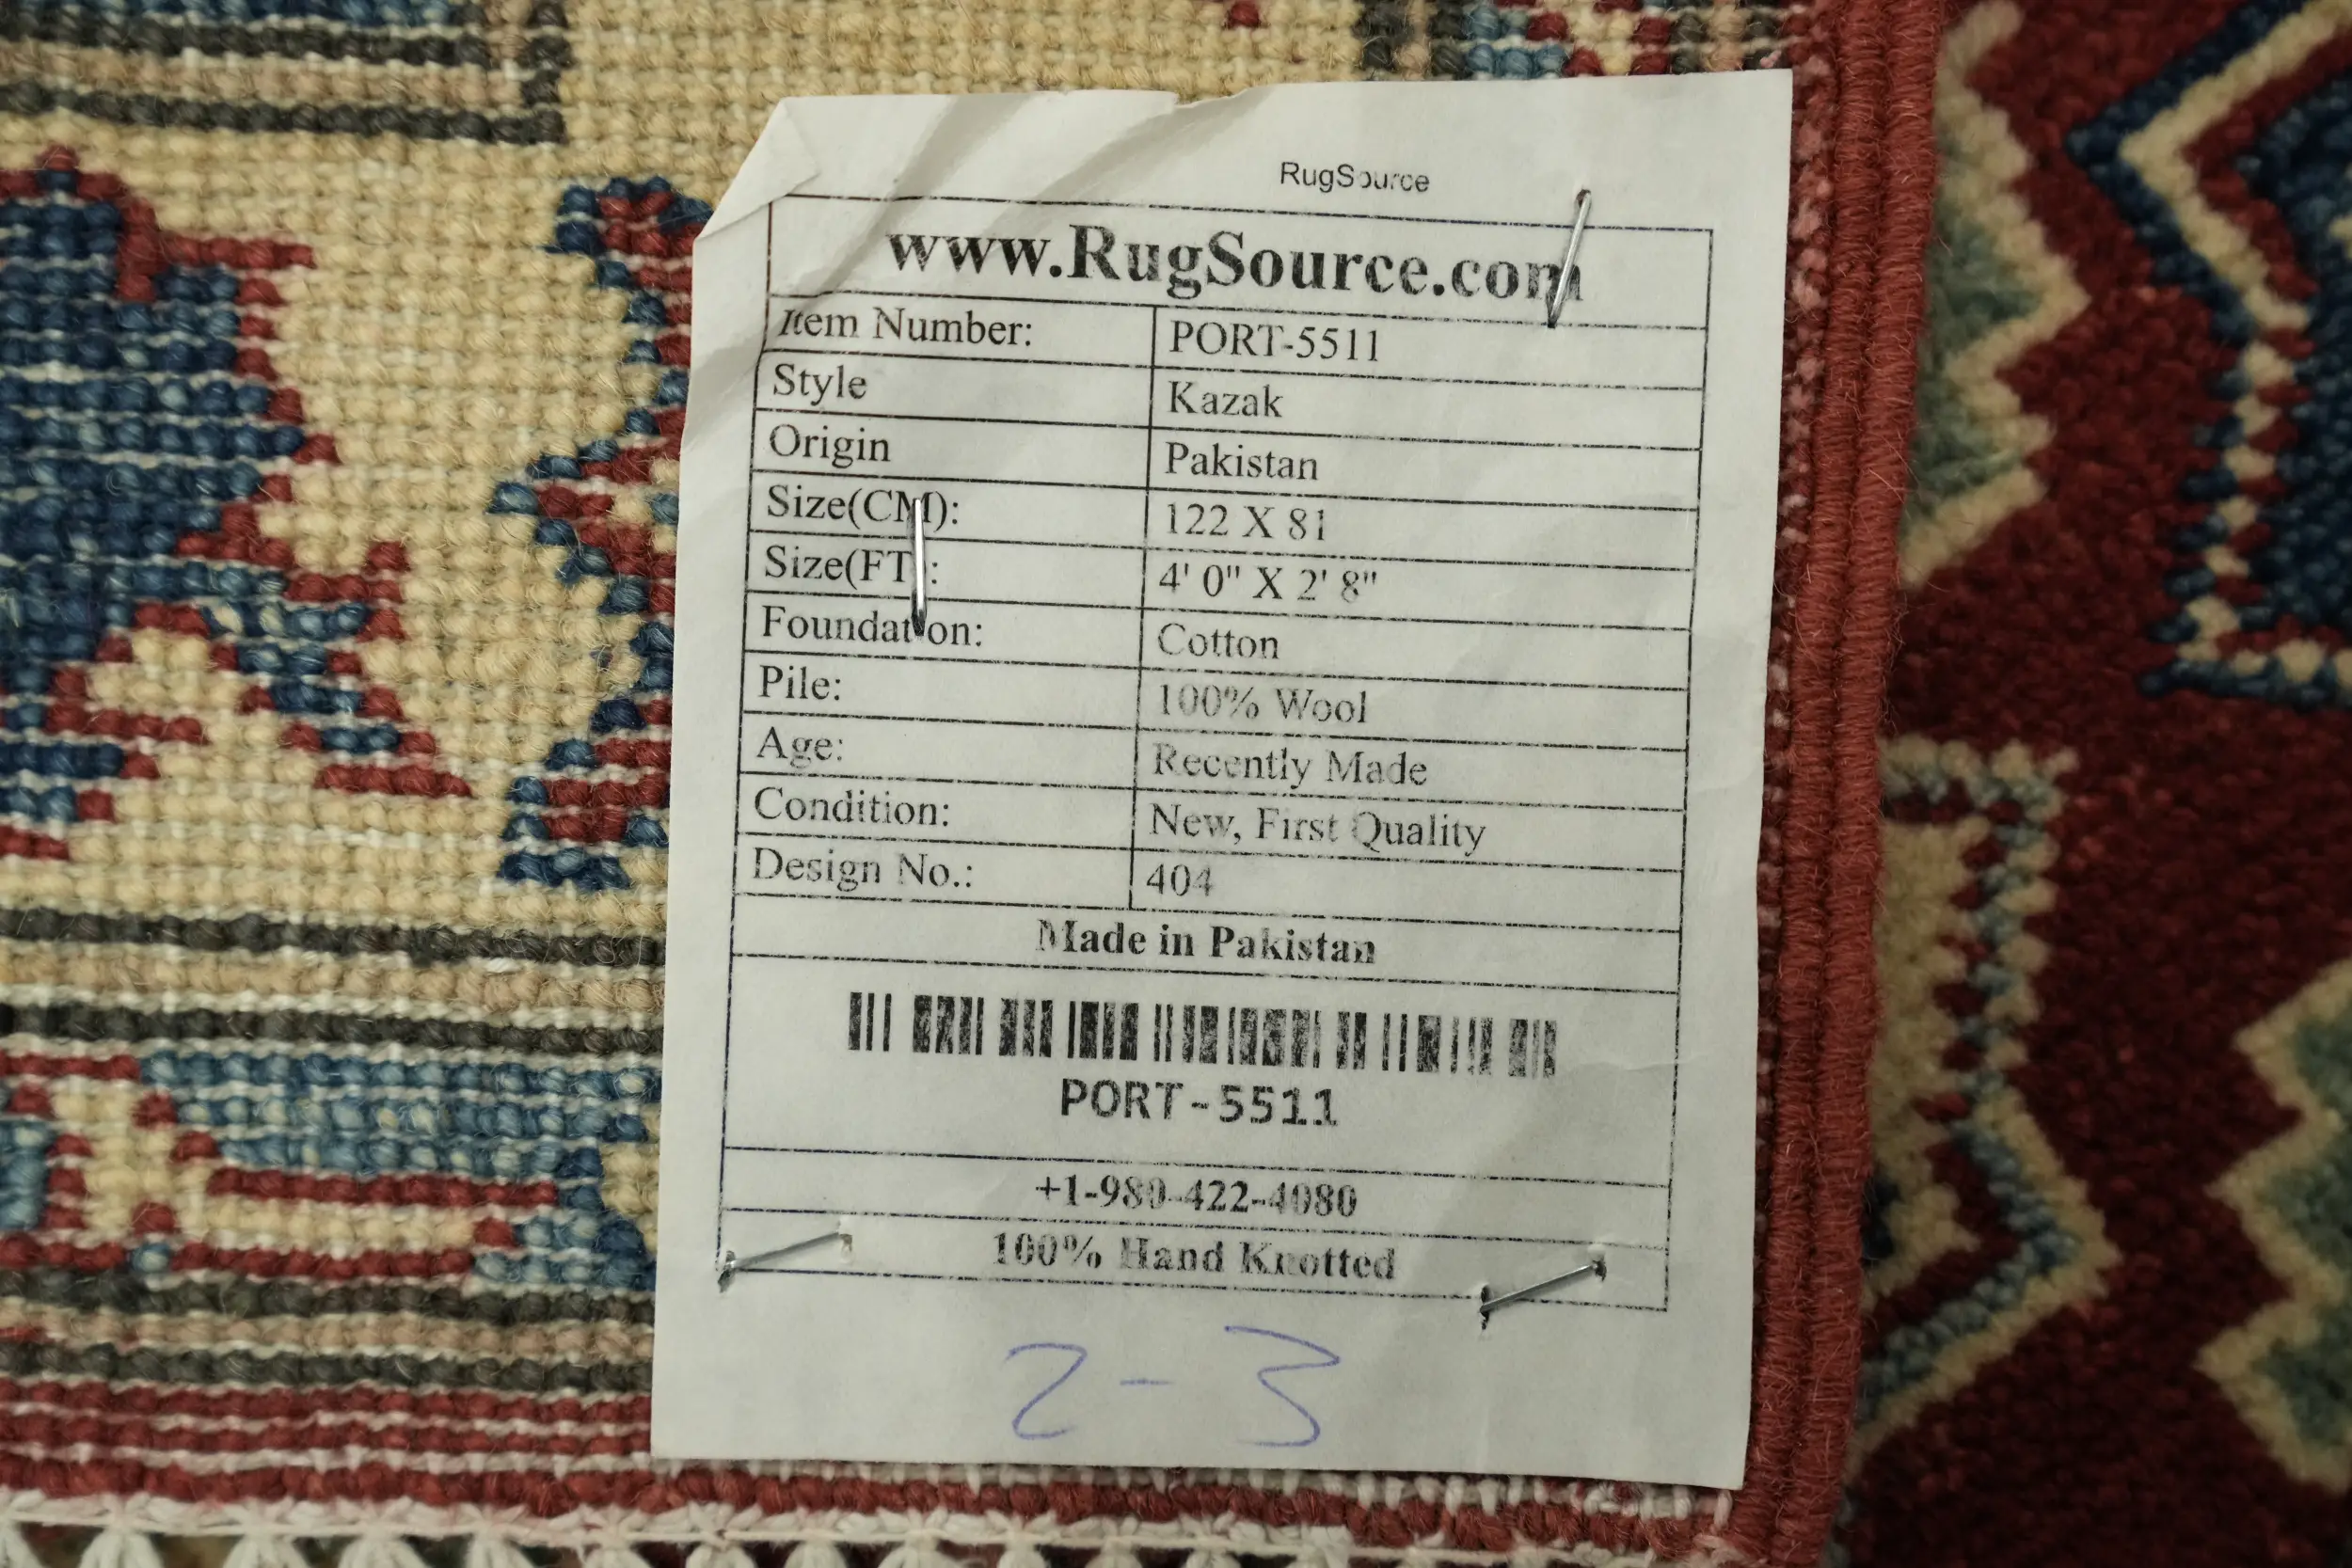 RugSource
www.RugSource.com
Item Number: PORT-5511
Style Kazak
Origin Pakistan
Size(CM): 122 X 81
Size(FT): 4' 0" X 2' 8"
Foundation: Cotton
Pile: 100% Wool
Age: Recently Made
Condition: New, First Quality
Design No.: 404
Made in Pakistan
PORT-5511
+1-980-422-4080
100% Hand Knotted
2-3